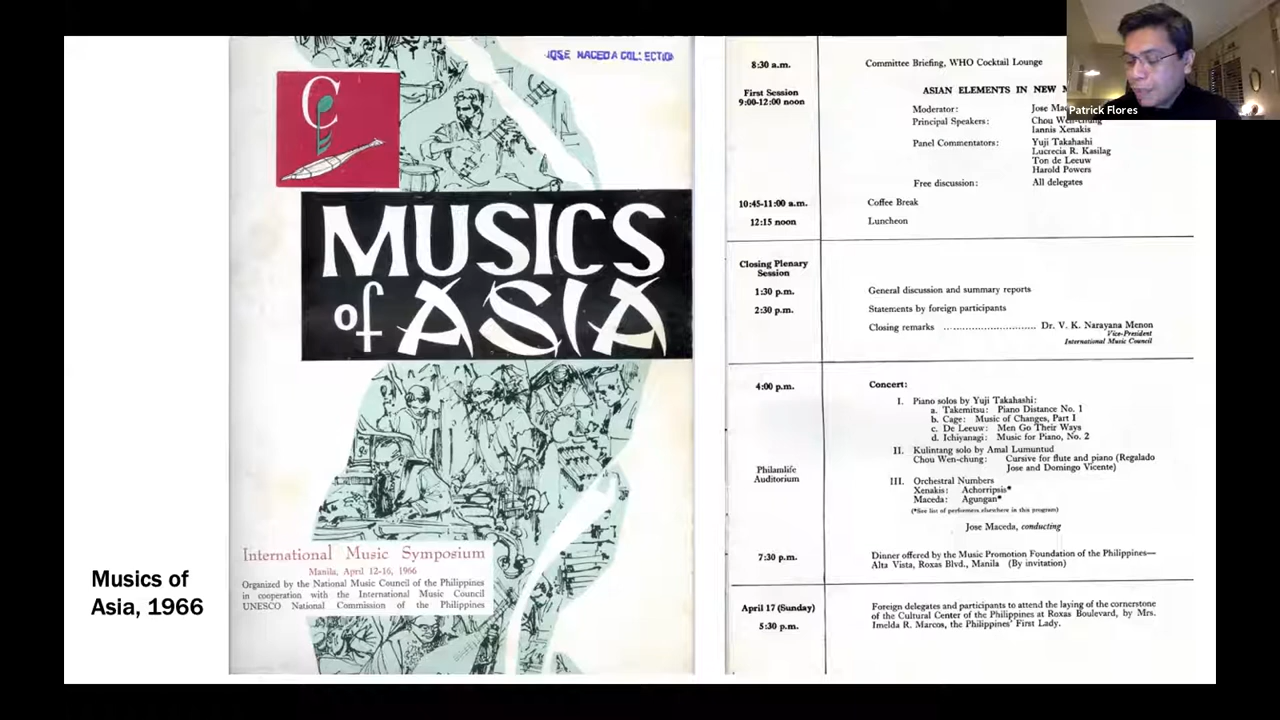 Musics of
Asia, 1966
JOSE MACEDA COLLECTIO
MUSICS
of ASIA
International Music Symposium
Manila, April 12-16, 1966
Organized by the National Music Council of the Philippines
in cooperation with the International Music Council
UNESCO National Commission of the Philippines
8:30 a.m. Committee Briefing, WHO Cocktail Lounge
First Session
9:00-12:00 noon
ASIAN ELEMENTS IN NEW
Moderator: Jose
Principal Speakers: Chou Wen-chung
Iannis Xenakis
Panel Commentators: Yuji Takahashi
Lucrecia R. Kasilag
Ton de Leeuw
Harold Powers
Free discussion: All delegates
10:45-11:00 a.m. Coffee Break
12:15 noon Luncheon
Closing Plenary
Session
1:30 p.m. General discussion and summary reports
2:30 p.m. Statements by foreign participants
Closing remarks ........................ Dr. V. K. Narayana Menon
Vice-President
International Music Council
4:00 p.m. Concert:
I. Piano solos by Yuji Takahashi:
a. Takemitsu: Piano Distance No. 1
b. Cage: Music of Changes, Part I
c. De Leeuw: Men Go Their Ways
d. Ichiyanagi: Music for Piano, No. 2
II. Kulintang solo by Amal Lumuntud
Chou Wen-chung: Cursive for flute and piano (Regalado
Jose and Domingo Vicente)
Philamlife
Auditorium
III. Orchestral Numbers
Xenakis: Achorripsis*
Maceda: Agungan*
(*See list of performers elsewhere in this program)
Jose Maceda, conducting
7:30 p.m. Dinner offered by the Music Promotion Foundation of the Philippines—
Alta Vista, Roxas Blvd., Manila (By invitation)
April 17 (Sunday)
5:30 p.m.
Foreign delegates and participants to attend the laying of the cornerstone
of the Cultural Center of the Philippines at Roxas Boulevard, by Mrs.
Imelda R. Marcos, the Philippines' First Lady.
Patrick Flores